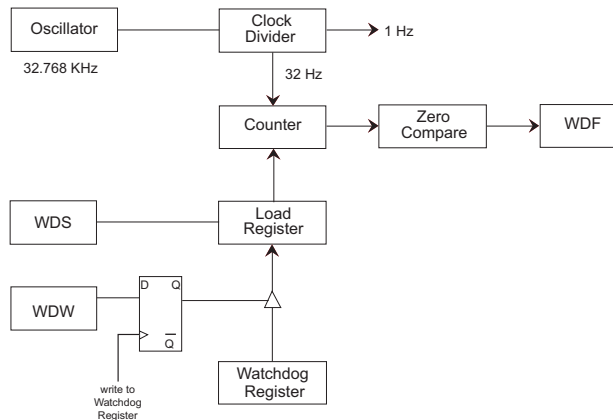 Oscillator
Clock
Divider
1 Hz
32.768 KHz
32 Hz
Counter
Zero
Compare
WDF
WDS
Load
Register
WDW
D Q
Q
Watchdog
Register
write to
Watchdog
Register